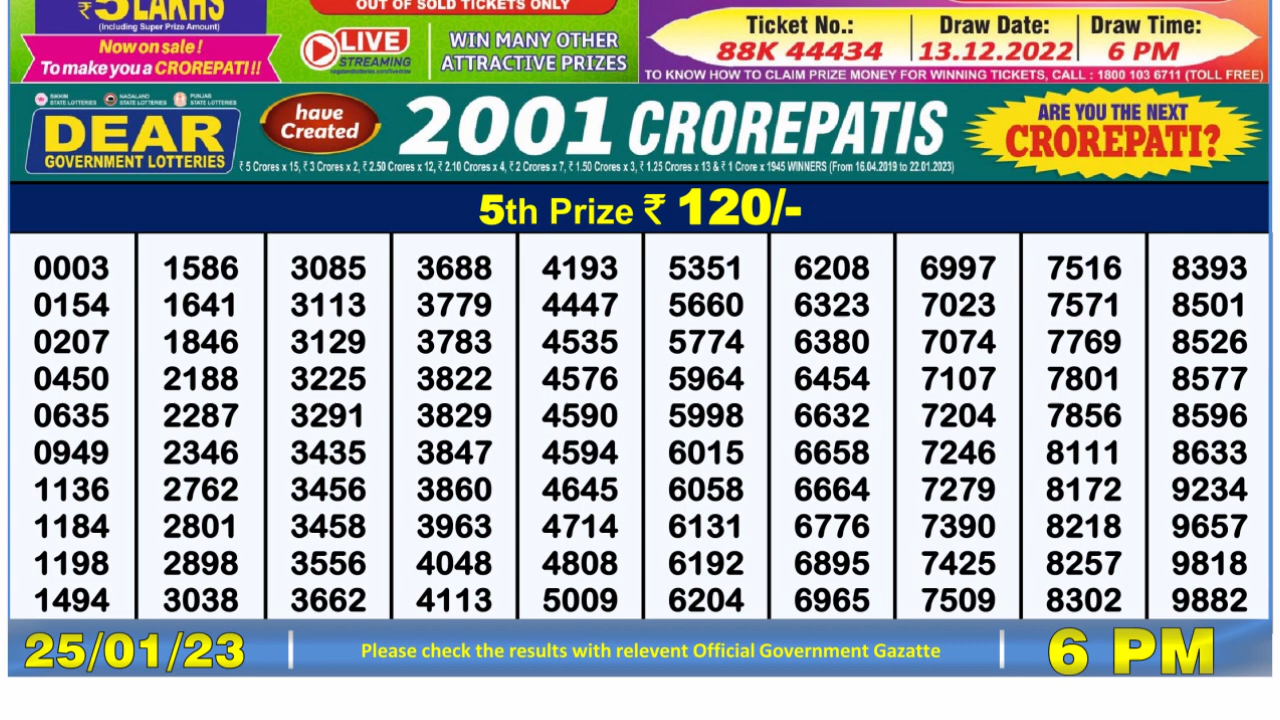 ₹5 LAKHS
(Including Super Prize Amount)
Now on sale!
To make you a CROREPATI!!
OUT OF SOLD TICKETS ONLY
LIVE
STREAMING
WIN MANY OTHER
ATTRACTIVE PRIZES
Ticket No.: Draw Date: Draw Time:
88K 44434 13.12.2022 6 PM
TO KNOW HOW TO CLAIM PRIZE MONEY FOR WINNING TICKETS, CALL : 1800 103 6711 (TOLL FREE)
SIKKIM STATE LOTTERIES NAGALAND STATE LOTTERIES PUNJAB STATE LOTTERIES
DEAR
GOVERNMENT LOTTERIES
have
Created
2001 CROREPATIS
₹ 5 Crores x 15, ₹ 3 Crores x 2, ₹ 2.50 Crores x 12, ₹ 2.10 Crores x 4, ₹ 2 Crores x 7, ₹ 1.50 Crores x 3, ₹ 1.25 Crores x 13 & ₹ 1 Crore x 1945 WINNERS (From 16.04.2019 to 22.01.2023)
ARE YOU THE NEXT
CROREPATI?
5th Prize ₹ 120/-
0003 1586 3085 3688 4193 5351 6208 6997 7516 8393
0154 1641 3113 3779 4447 5660 6323 7023 7571 8501
0207 1846 3129 3783 4535 5774 6380 7074 7769 8526
0450 2188 3225 3822 4576 5964 6454 7107 7801 8577
0635 2287 3291 3829 4590 5998 6632 7204 7856 8596
0949 2346 3435 3847 4594 6015 6658 7246 8111 8633
1136 2762 3456 3860 4645 6058 6664 7279 8172 9234
1184 2801 3458 3963 4714 6131 6776 7390 8218 9657
1198 2898 3556 4048 4808 6192 6895 7425 8257 9818
1494 3038 3662 4113 5009 6204 6965 7509 8302 9882
25/01/23 Please check the results with relevent Official Government Gazatte 6 PM